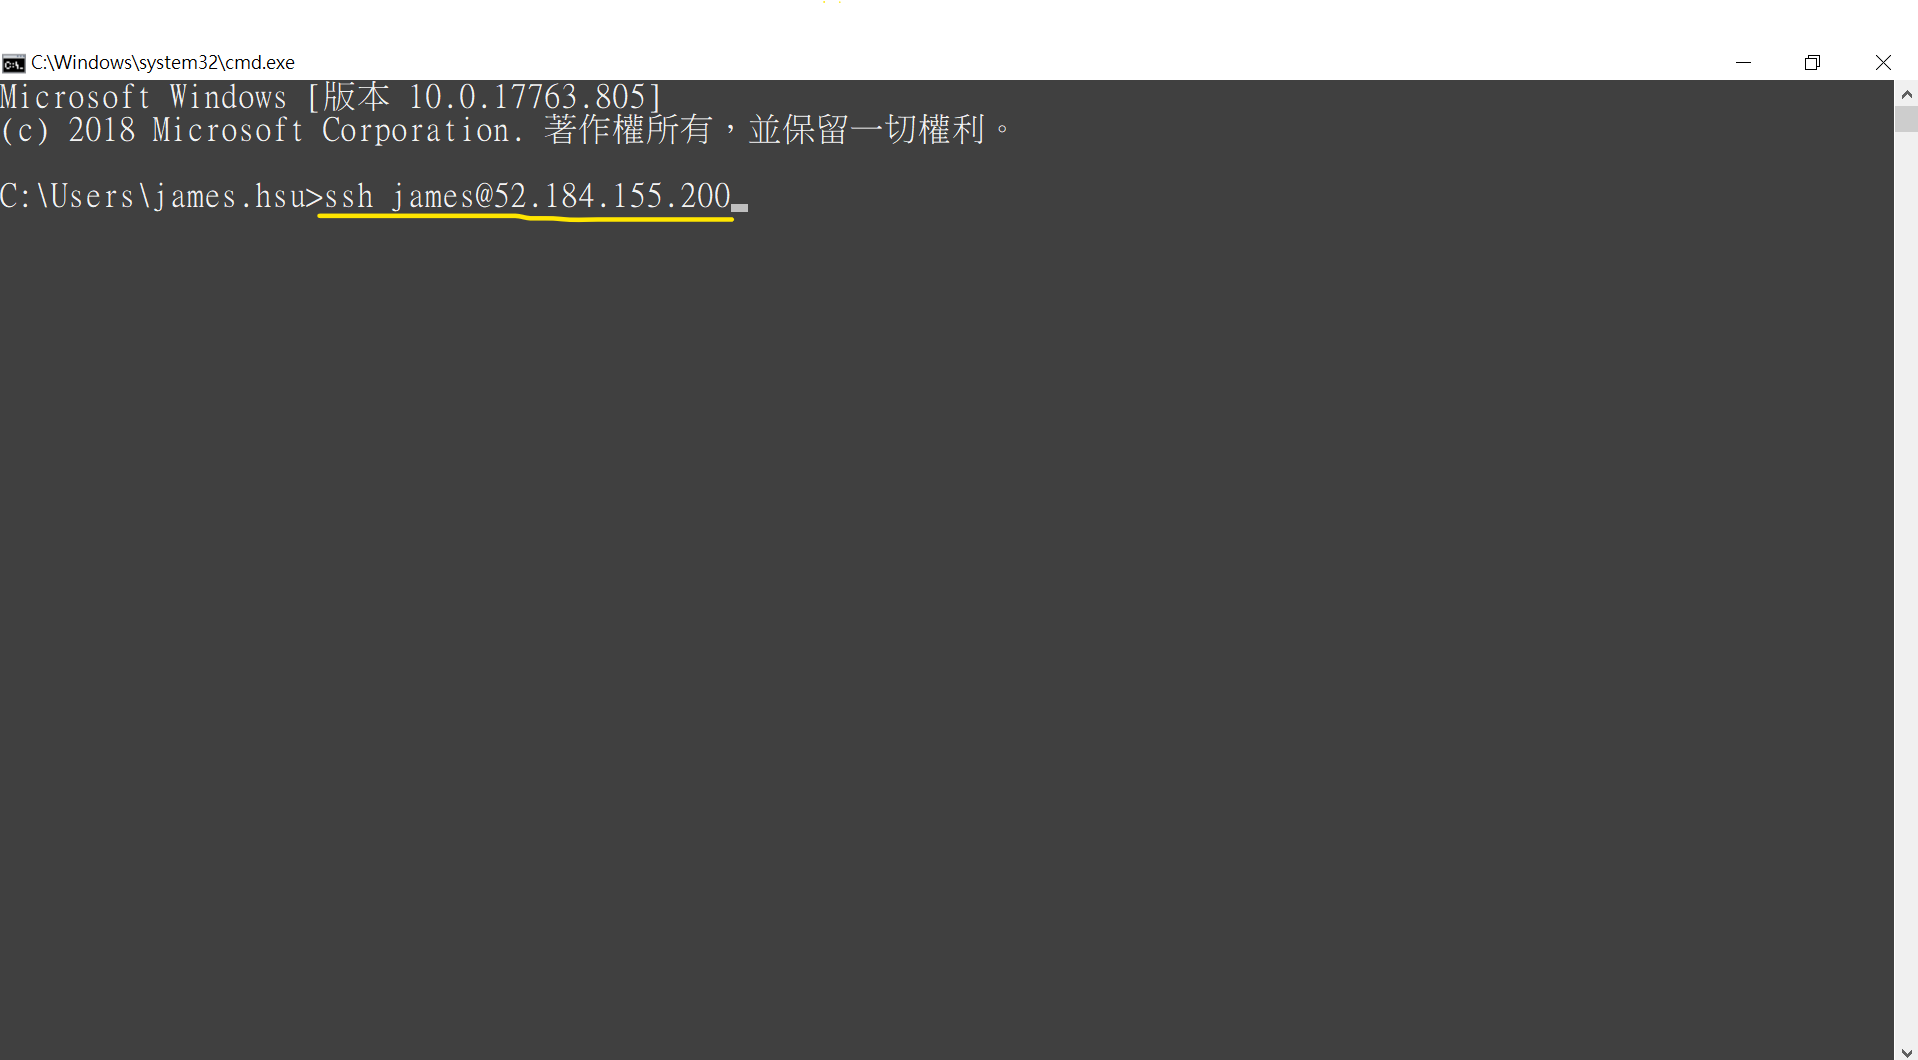 C:\Windows\system32\cmd.exe
Microsoft Windows [版本 10.0.17763.805]
(c) 2018 Microsoft Corporation. 著作權所有，並保留一切權利。
C:\Users\james.hsu>ssh james@52.184.155.200